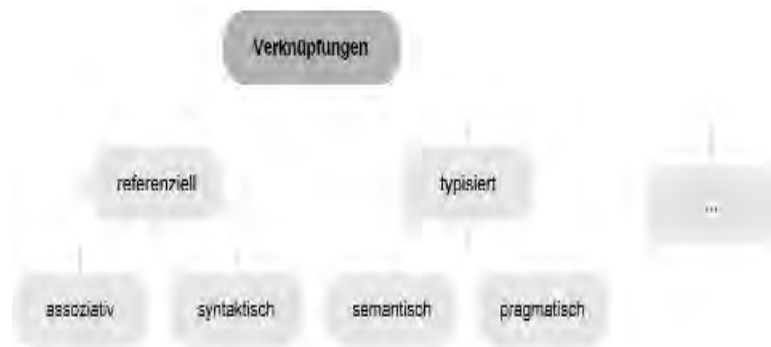 Verknüpfungen
referenziell
typisiert
...
assoziativ
syntaktisch
semantisch
pragmatisch